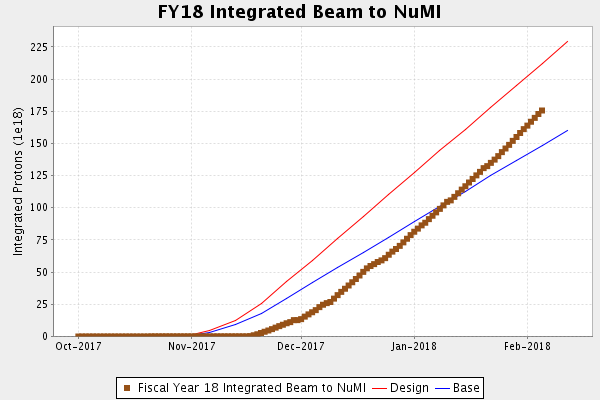 FY18 Integrated Beam to NuMI
Integrated Protons (1e18)
225
200
175
150
125
100
75
50
25
0
Oct-2017 Nov-2017 Dec-2017 Jan-2018 Feb-2018
Fiscal Year 18 Integrated Beam to NuMI Design Base